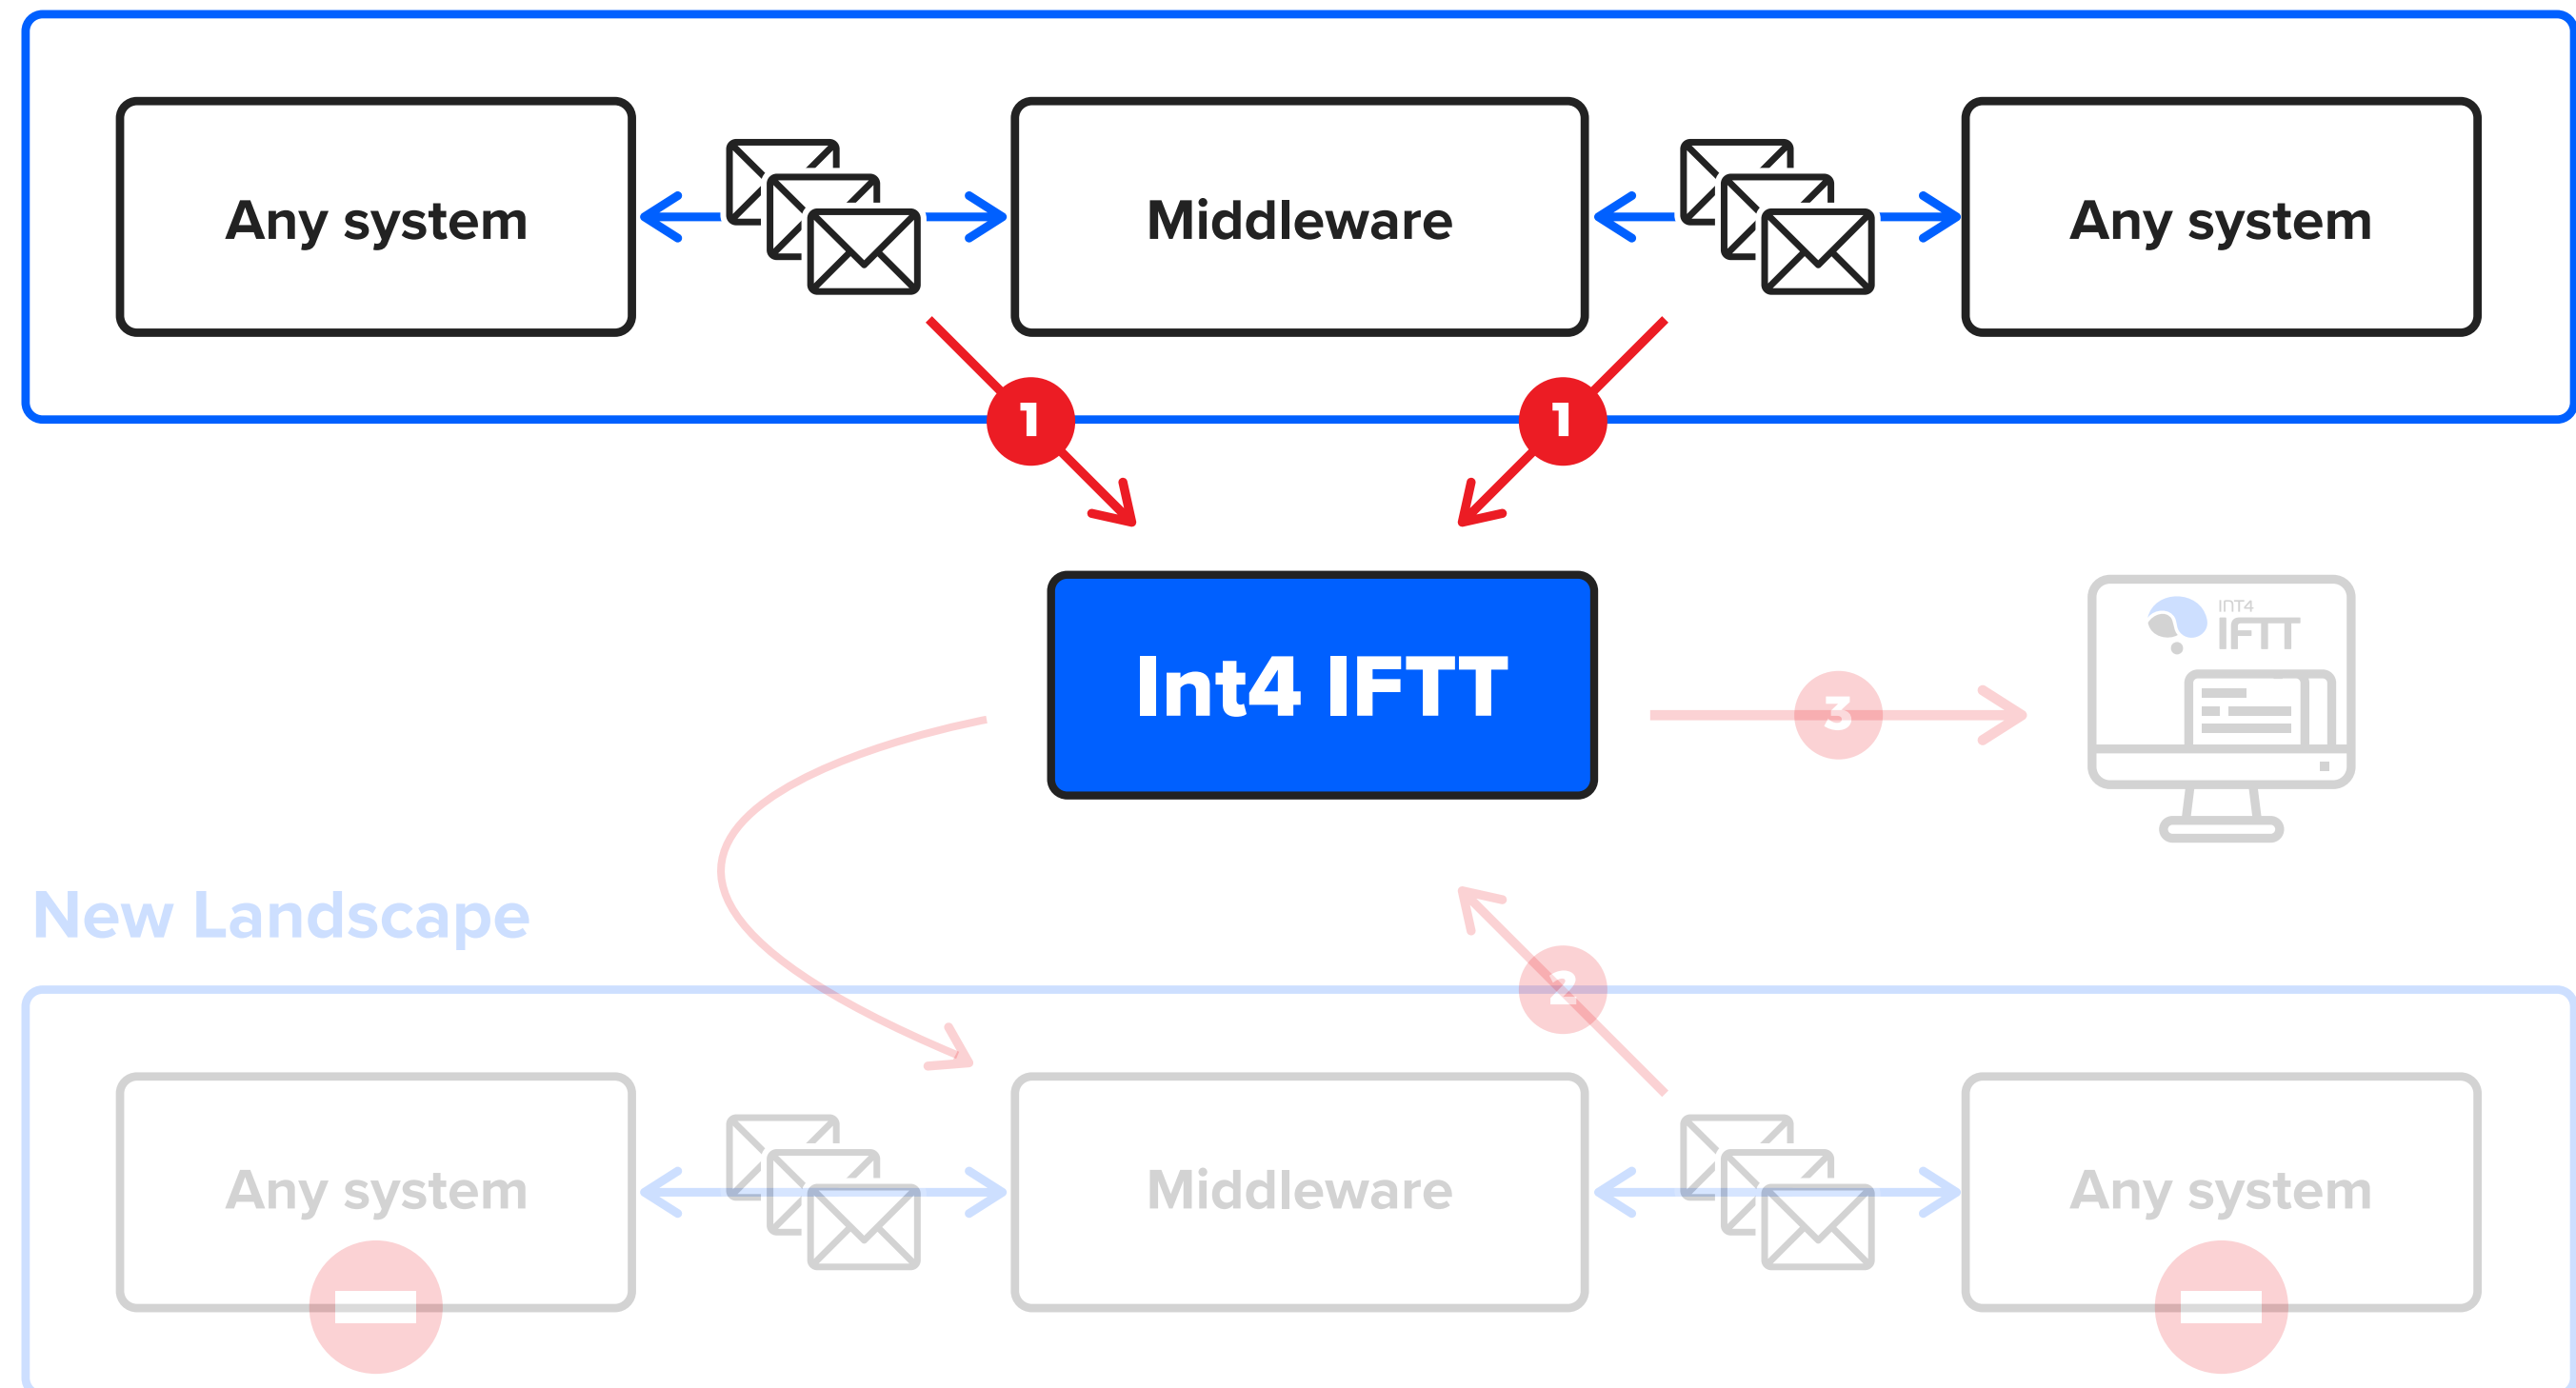 Any system
Middleware
Any system
1
1
Int4 IFTT
3
INT4
IFTT
New Landscape
2
Any system
Middleware
Any system